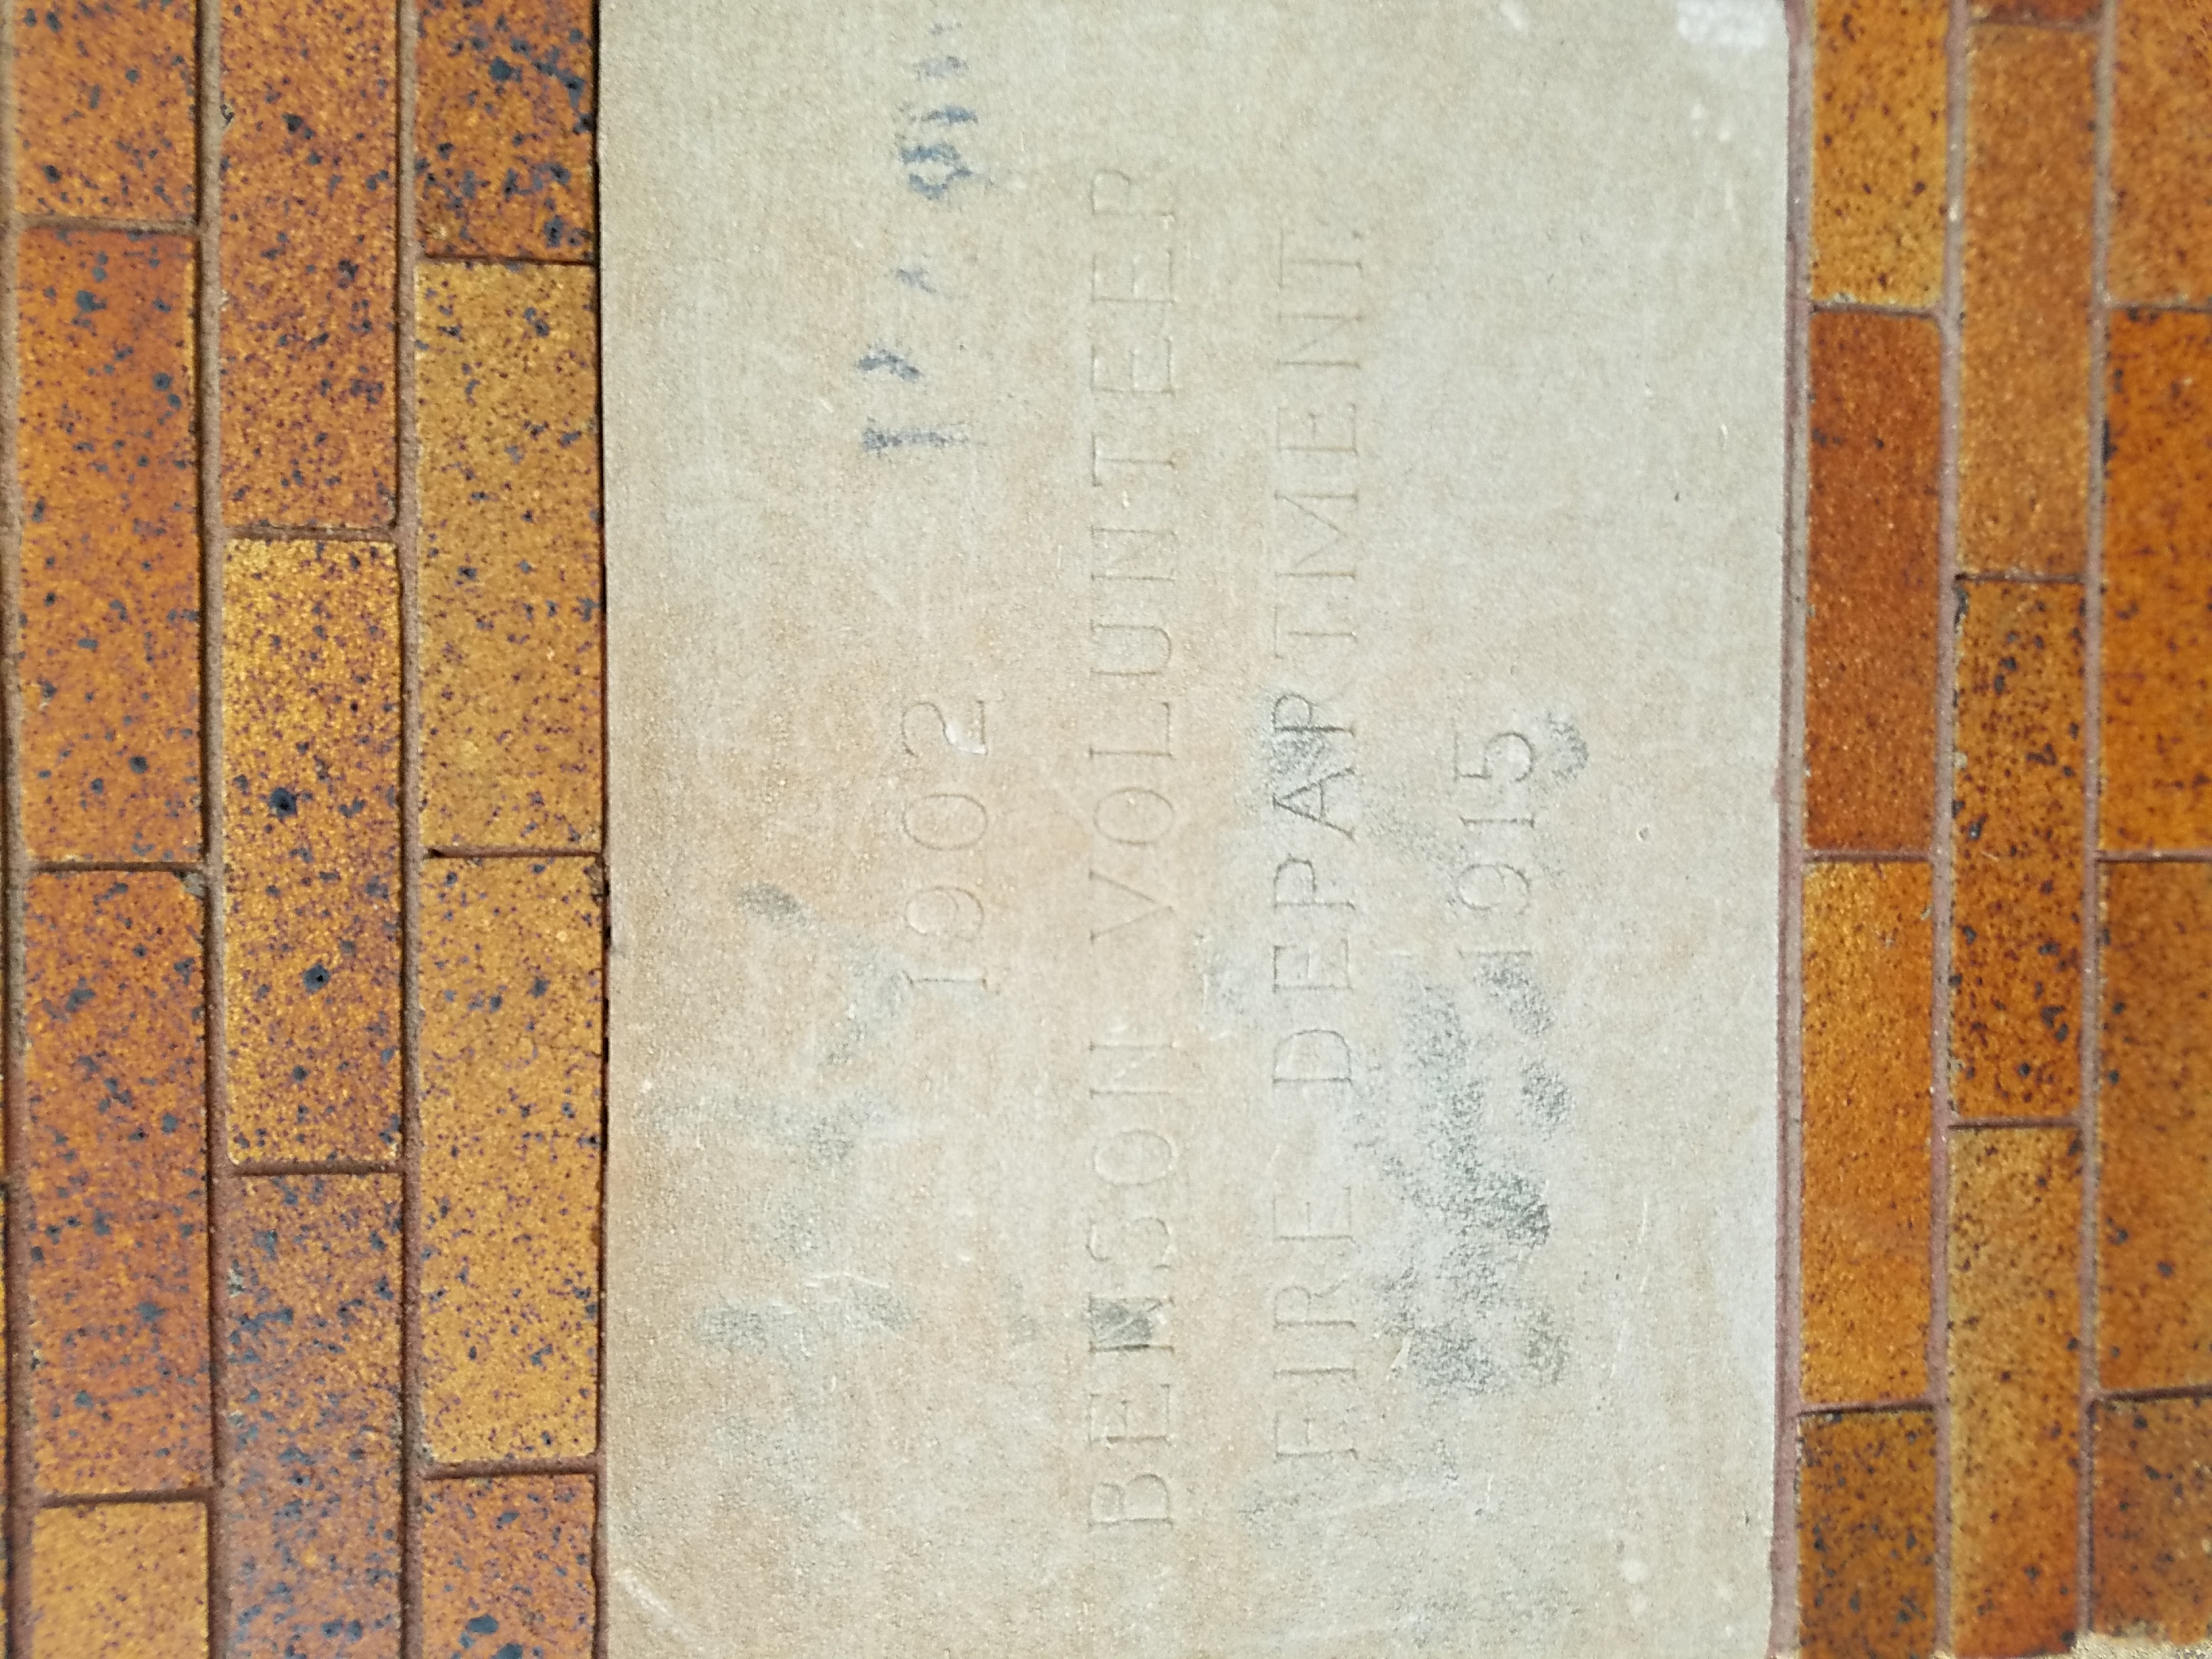 1902
BENSON VOLUNTEER
FIRE DEPARTMENT.
1915